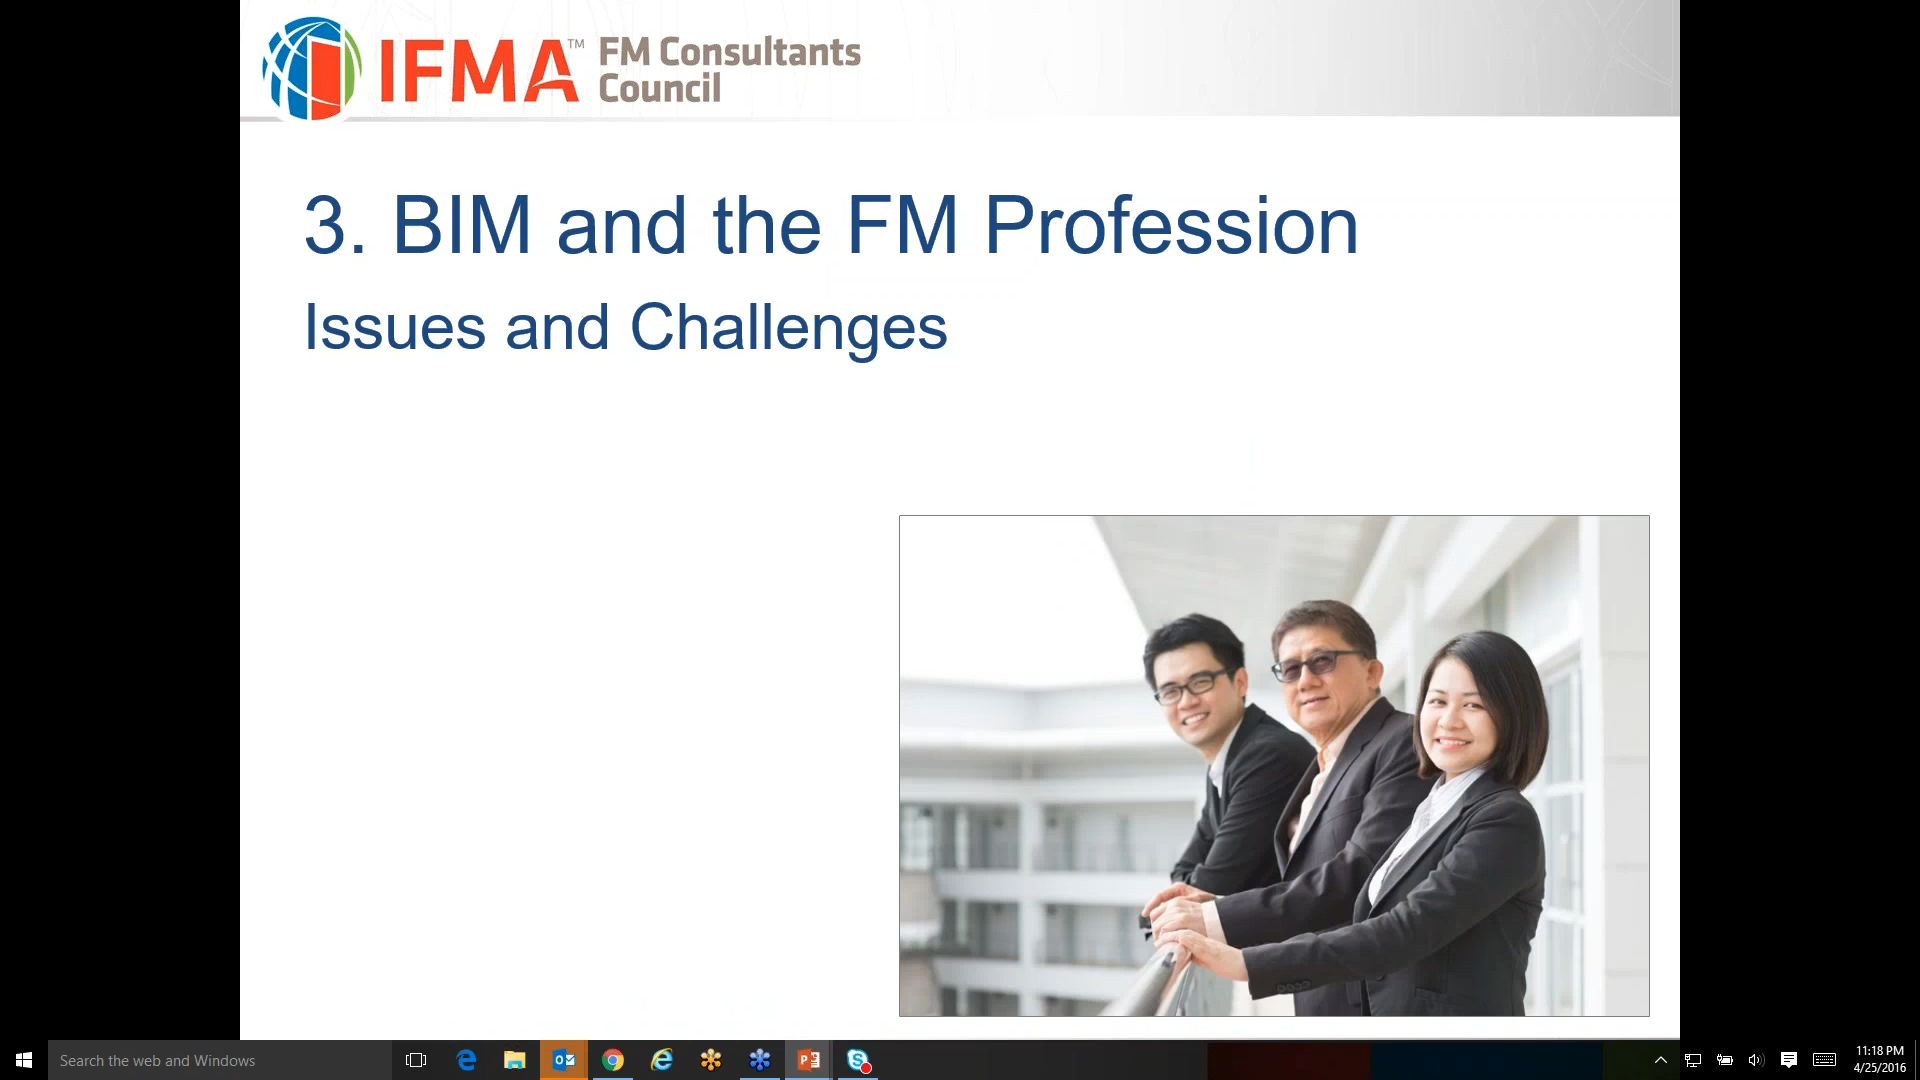 IFMA™ FM Consultants
Council
3. BIM and the FM Profession
Issues and Challenges
Search the web and Windows
11:18 PM
4/25/2016